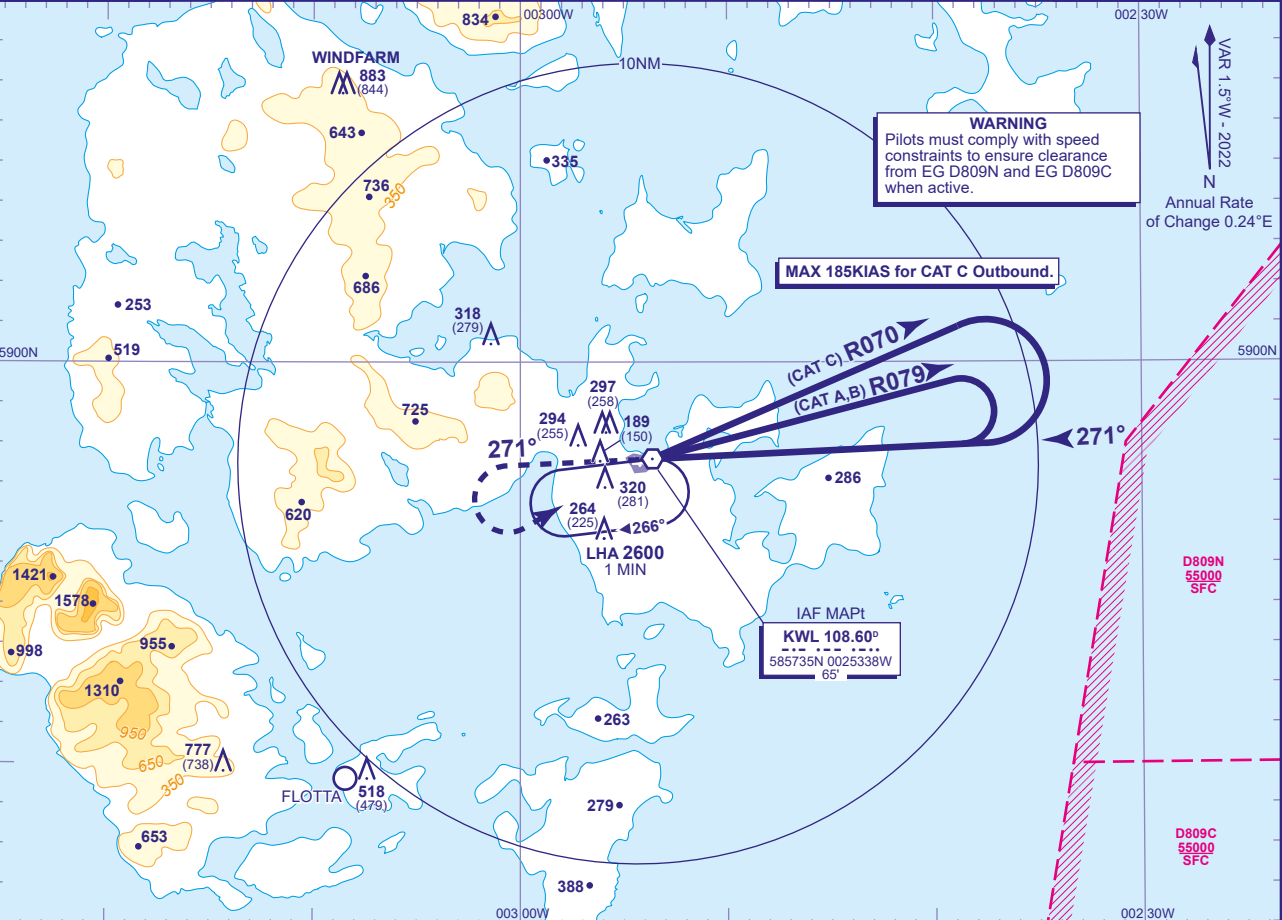 834
00300W
002 30W
10NM
WINDFARM
883
(844)
643
736
350
686
335
WARNING
Pilots must comply with speed
constraints to ensure clearance
from EG D809N and EG D809C
when active.
VAR 1.5°W - 2022
N
Annual Rate
of Change 0.24°E
MAX 185KIAS for CAT C Outbound.
253
519
5900N
5900N
318
(279)
(CAT C) R070
(CAT A,B) R079
271°
725
297
(258)
294
(255)
189
(150)
271°
320
(281)
264
(225)
266°
LHA 2600
1 MIN
286
620
1421
1578
998
955
1310
950
650
350
777
(738)
653
FLOTTA
518
(479)
IAF MAPt
KWL 108.60ᴰ
585735N 0025338W
65'
263
279
388
D809N
55000
SFC
D809C
55000
SFC
003 00W
002 30W